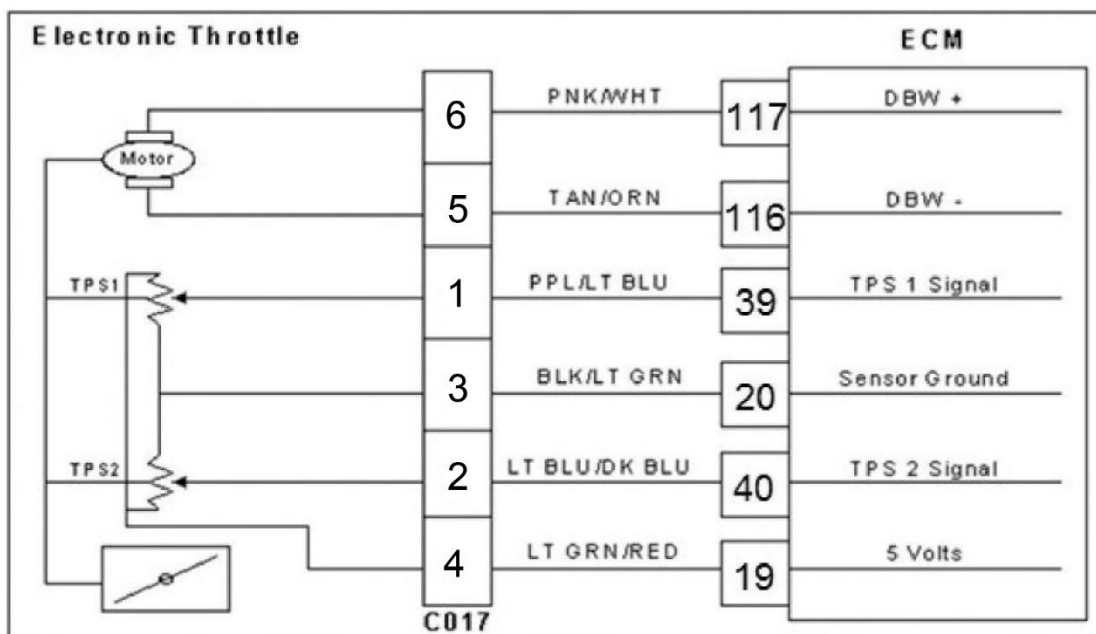 Electronic Throttle ECM
6 PNK/WHT 117 DBW +
Motor
5 TAN/ORN 116 DBW -
TPS1 1 PPL/LT BLU 39 TPS 1 Signal
3 BLK/LT GRN 20 Sensor Ground
TPS2 2 LT BLU/DK BLU 40 TPS 2 Signal
4 LT GRN/RED 19 5 Volts
C017